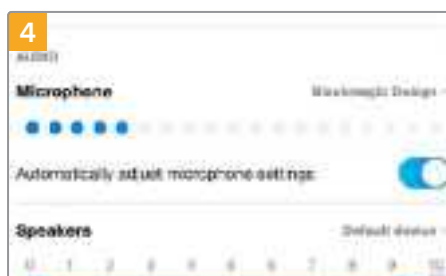 4
AUDIO
Microphone Blackmagic Design
Automatically adjust microphone settings
Speakers Default device
0 1 2 3 4 5 6 7 8 9 10